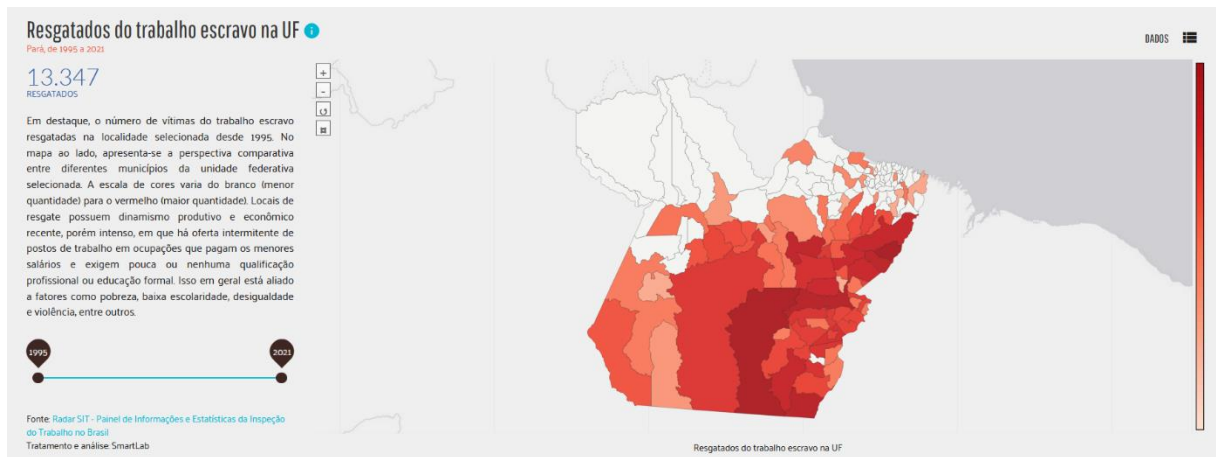 Resgatados do trabalho escravo na UF i
Pará, de 1995 a 2021
DADOS
13.347
RESGATADOS
Em destaque, o número de vítimas do trabalho escravo
resgatadas na localidade selecionada desde 1995. No
mapa ao lado, apresenta-se a perspectiva comparativa
entre diferentes municípios da unidade federativa
selecionada. A escala de cores varia do branco (menor
quantidade) para o vermelho (maior quantidade). Locais de
resgate possuem dinamismo produtivo e econômico
recente, porém intenso, em que há oferta intermitente de
postos de trabalho em ocupações que pagam os menores
salários e exigem pouca ou nenhuma qualificação
profissional ou educação formal. Isso em geral está aliado
a fatores como pobreza, baixa escolaridade, desigualdade
e violência, entre outros.
1995
2021
Fonte: Radar SIT - Painel de Informações e Estatísticas da Inspeção
do Trabalho no Brasil
Tratamento e análise: SmartLab
+
-
Resgatados do trabalho escravo na UF